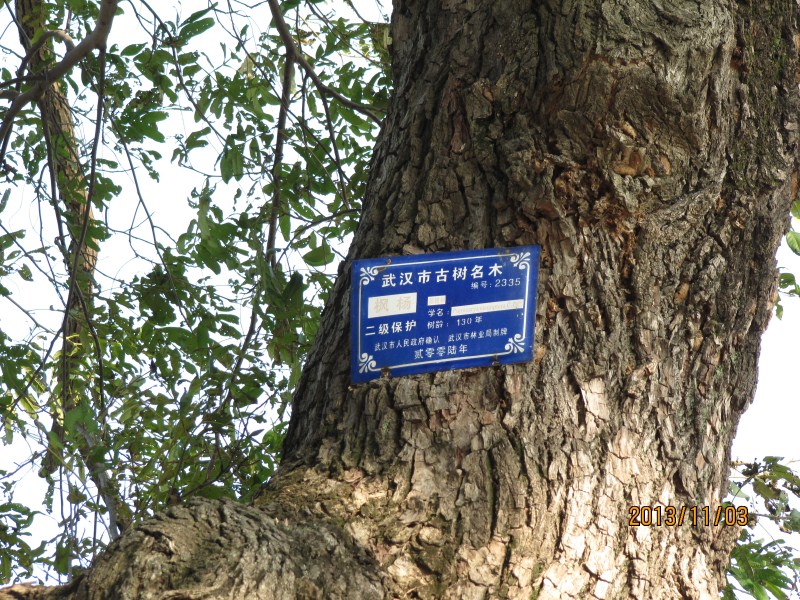 武汉市古树名木
编号：2335
枫杨
学名：
二级保护 树龄：130年
武汉市人民政府确认 武汉市林业局制牌
贰零零陆年
2013/11/03